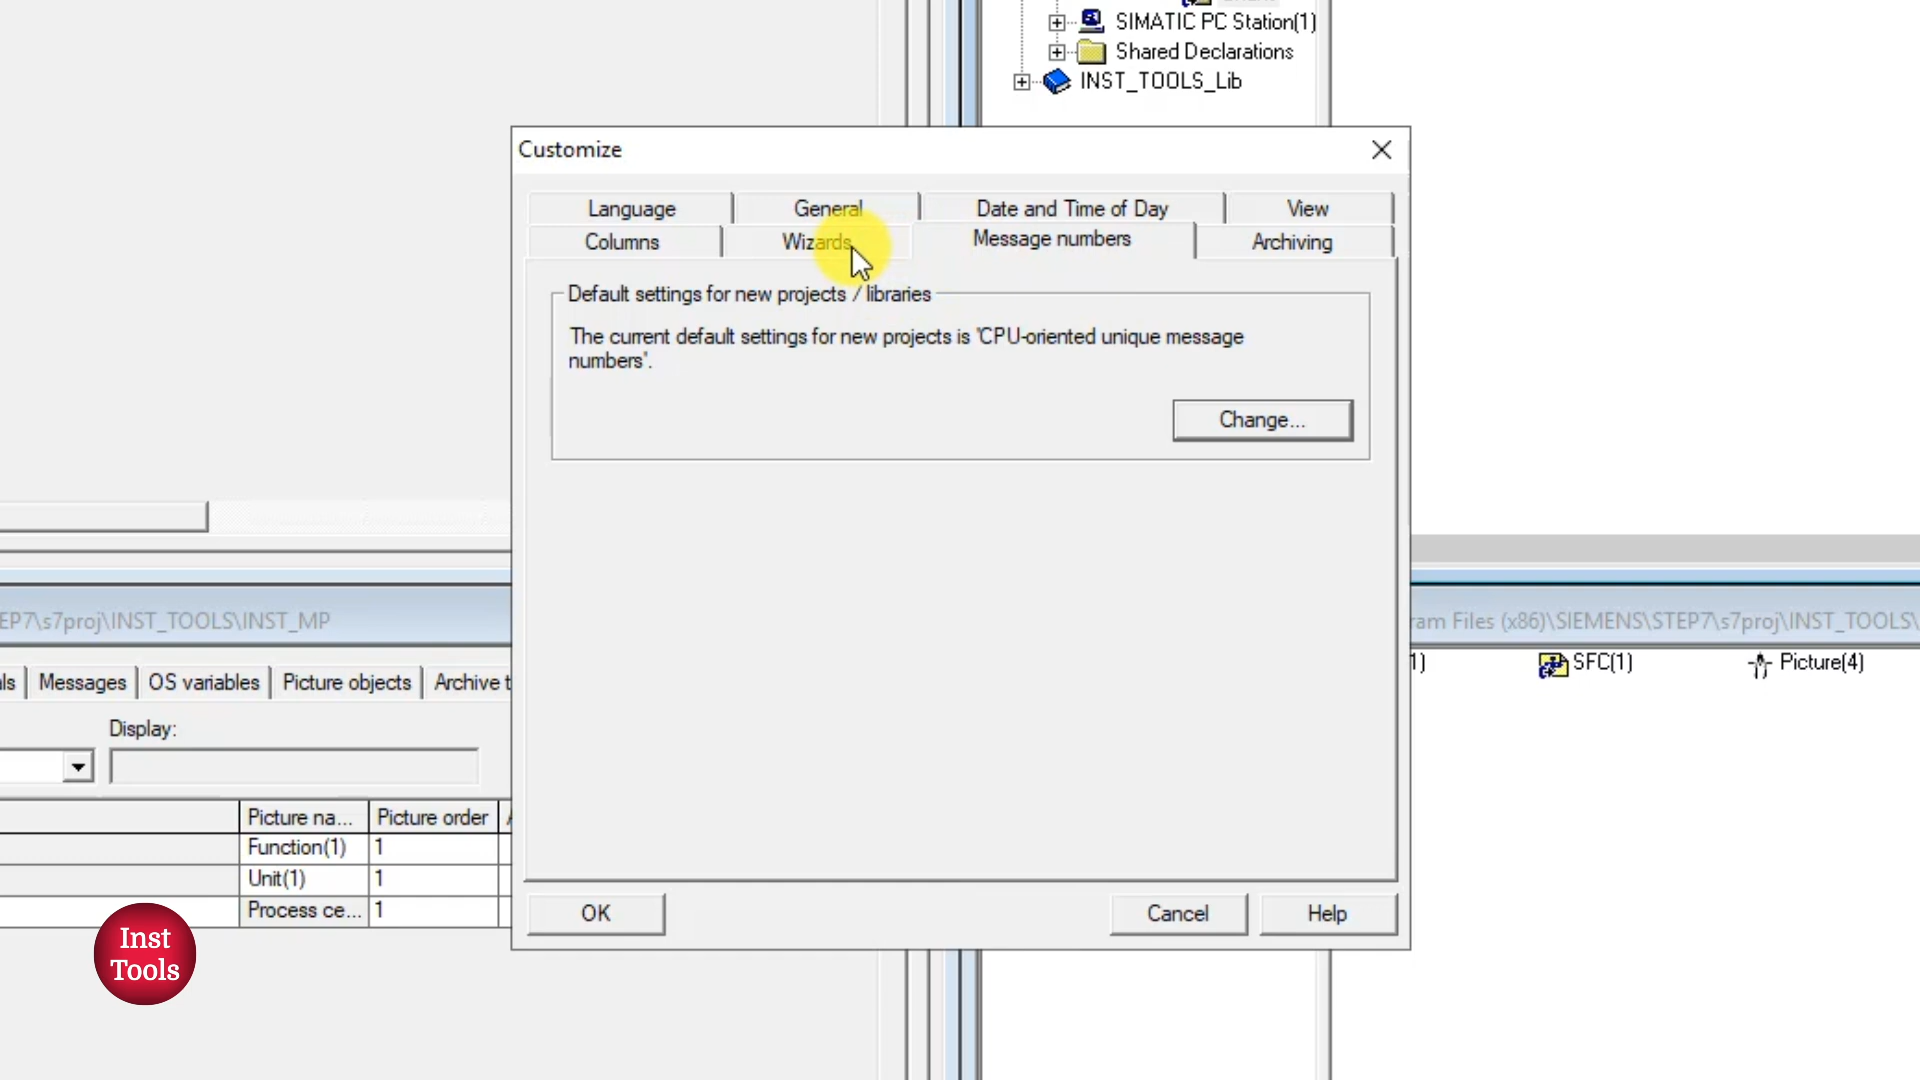 SIMATIC PC Station(1)
Shared Declarations
INST_TOOLS_Lib
Customize
Language
General
Date and Time of Day
View
Columns
Wizards
Message numbers
Archiving
Default settings for new projects / libraries
The current default settings for new projects is 'CPU-oriented unique message
numbers'.
Change...
OK
Cancel
Help
EP7\s7proj\INST_TOOLS\INST_MP
ram Files (x86)\SIEMENS\STEP7\s7proj\INST_TOOLS\
ls
Messages
OS variables
Picture objects
Archive t
1)
SFC(1)
Picture(4)
Display:
Picture na...
Picture order
Function(1)
1
Unit(1)
1
Process ce...
1
Inst
Tools